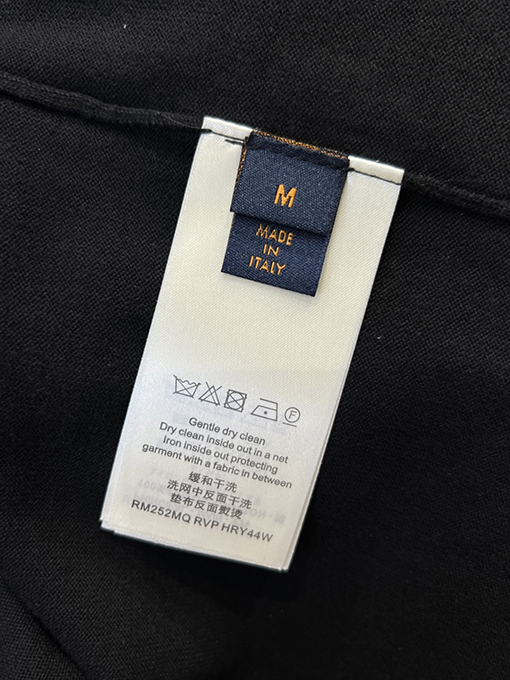 M
MADE
IN
ITALY
F
Gentle dry clean
Dry clean inside out in a net
Iron inside out protecting
garment with a fabric in between
缓和干洗
洗网中反面干洗
垫布反面熨烫
RM252MQ RVP HRY44W